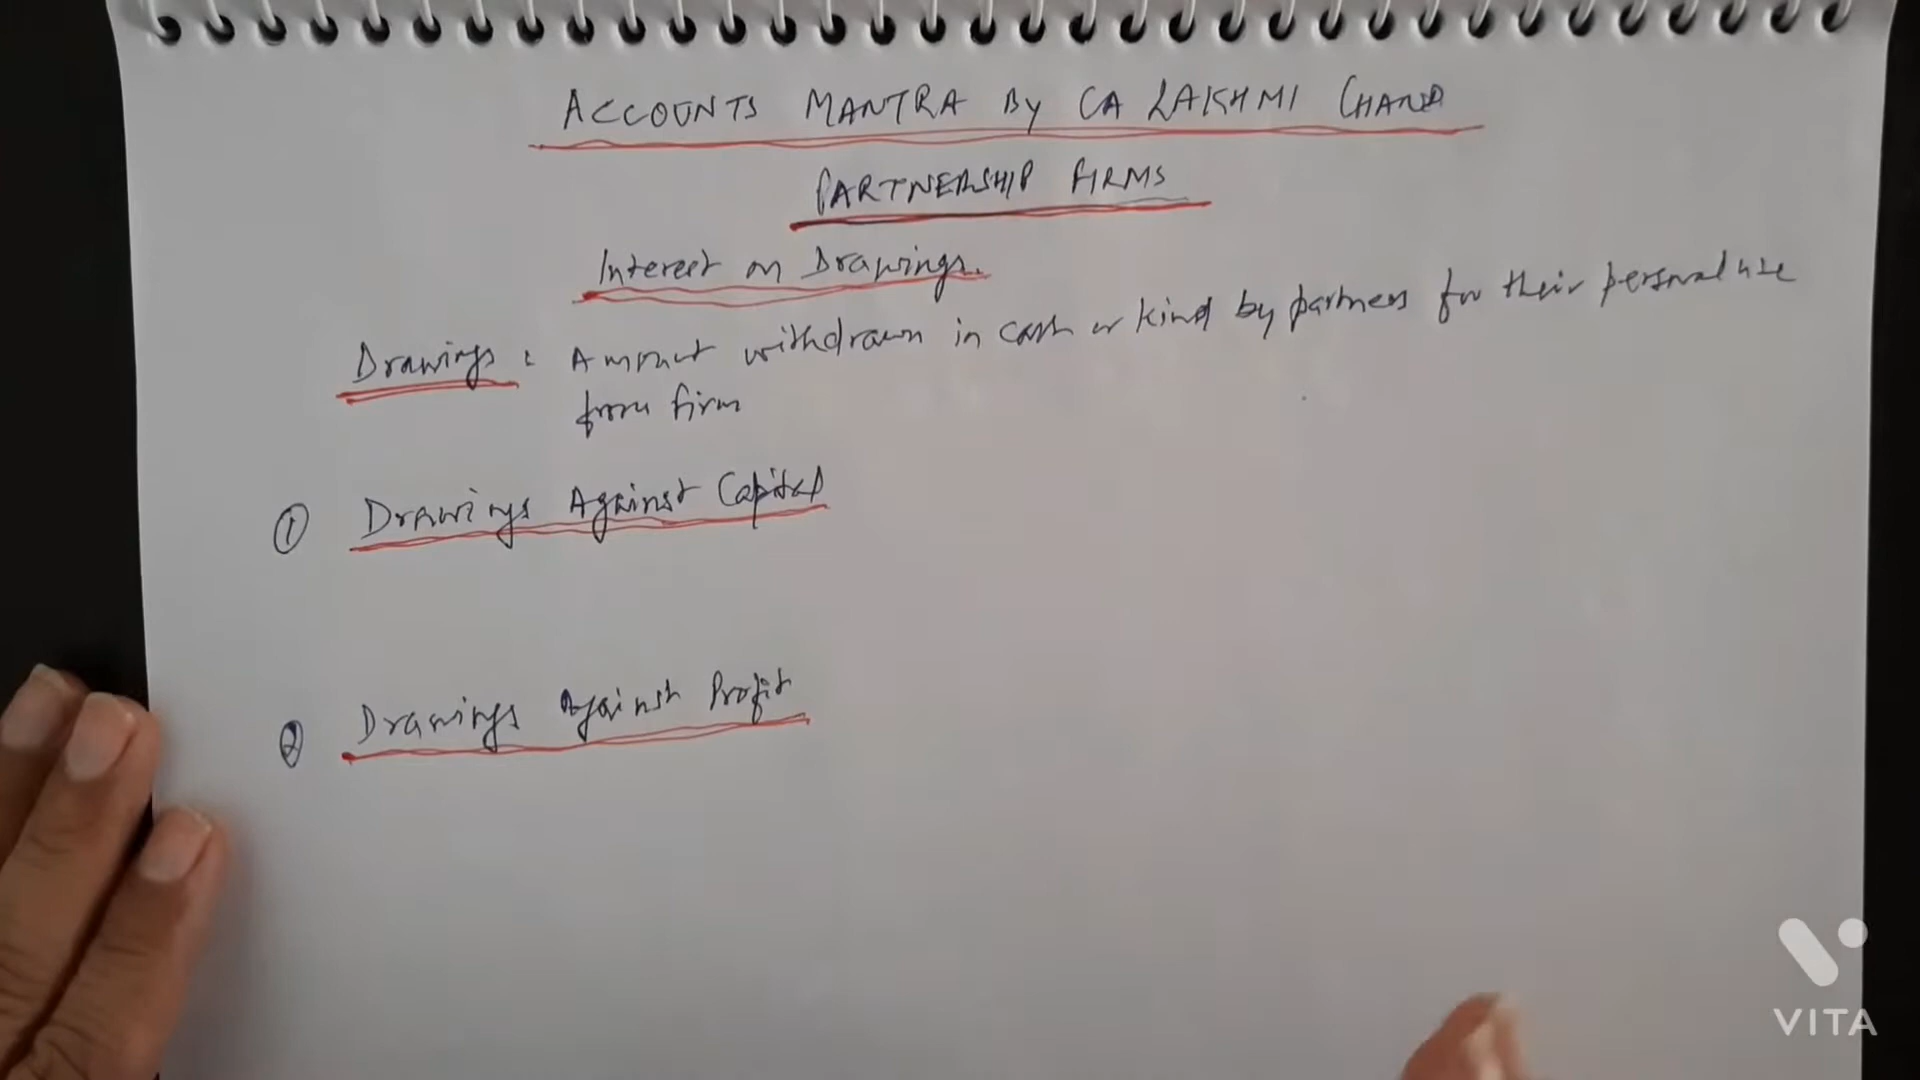 ACCOUNTS MANTRA By CA LAKHMI CHAND
PARTNERSHIP FIRMS
Interest on Drawings.
Drawings : Amount withdrawn in cash or kind by partners for their personal use
from firm
① Drawings Against Capital
② Drawings Against Profit
VITA